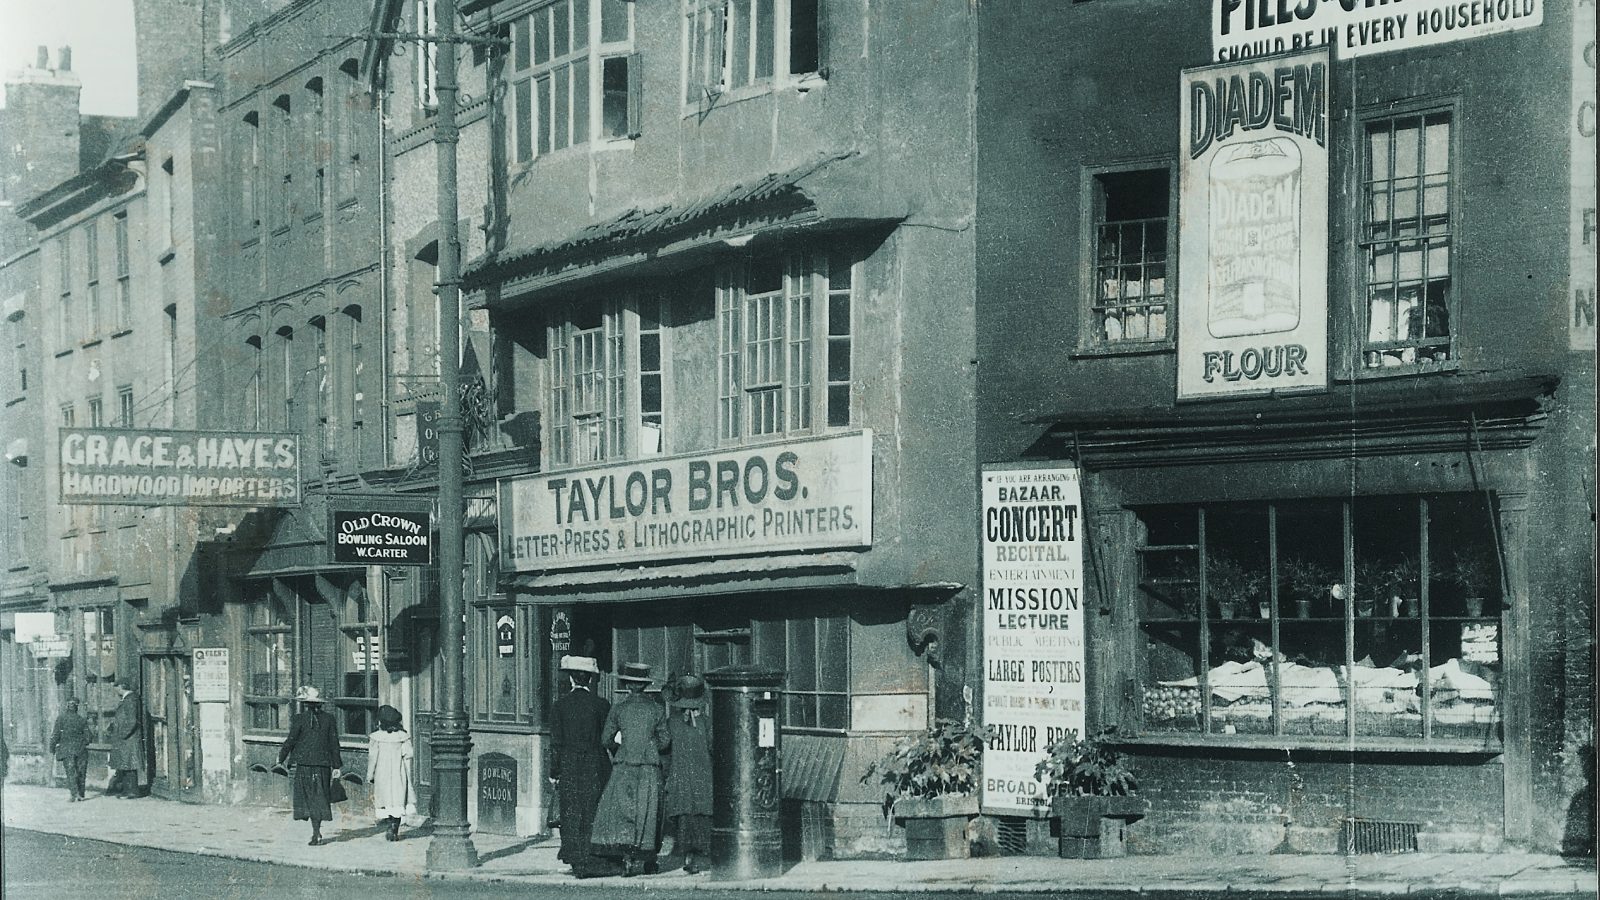 SHOULD BE IN EVERY HOUSEHOLD
DIADEM
DIADEM
FLOUR
GRACE & HAYES
HARDWOOD IMPORTERS
OLD CROWN
BOWLING SALOON
W. CARTER
TAYLOR BROS.
LETTER-PRESS & LITHOGRAPHIC PRINTERS.
IF YOU ARE ARRANGING A
BAZAAR,
CONCERT
RECITAL,
ENTERTAINMENT
MISSION
LECTURE
PUBLIC MEETING
LARGE POSTERS
TAYLOR BROS
BROAD
BRISTOL
BOWLING
SALOON
QUEEN'S
WHISKEY